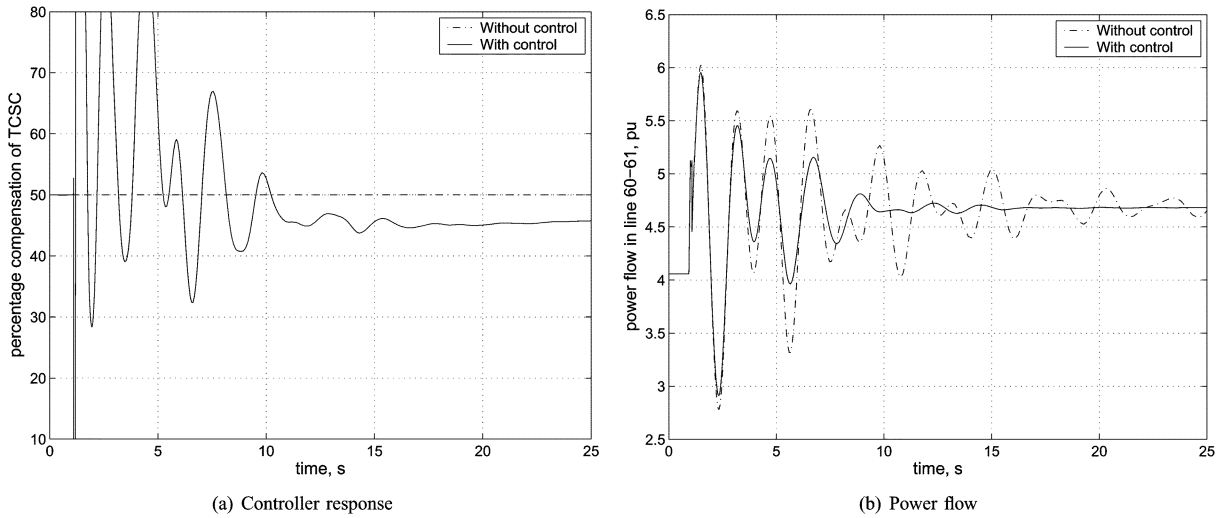 80
70
60
50
40
30
20
10
0
5
10
15
20
25
percentage compensation of TCSC
time, s
Without control
With control
(a) Controller response
6.5
6
5.5
5
4.5
4
3.5
3
2.5
0
5
10
15
20
25
power flow in line 60−61, pu
time, s
Without control
With control
(b) Power flow